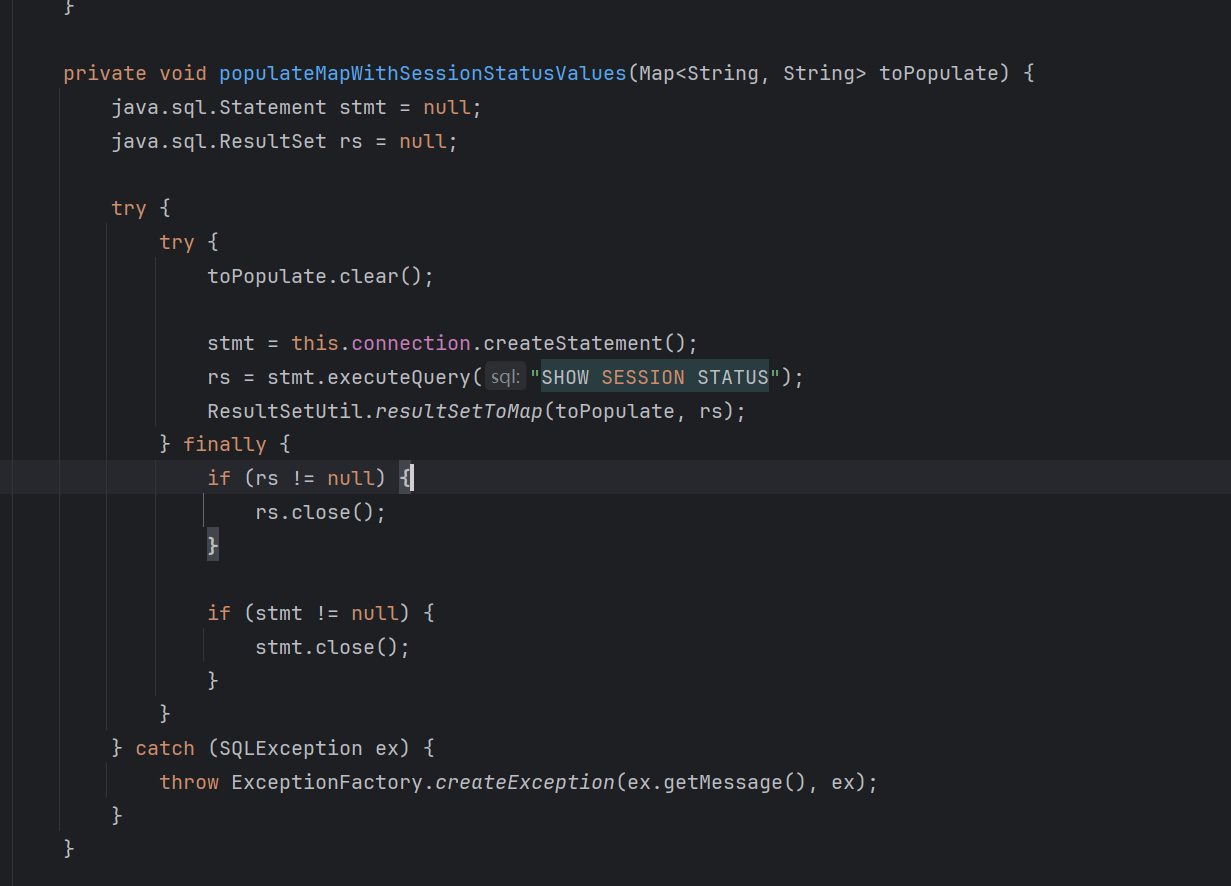 }
private void populateMapWithSessionStatusValues(Map<String, String> toPopulate) {
java.sql.Statement stmt = null;
java.sql.ResultSet rs = null;
try {
try {
toPopulate.clear();
stmt = this.connection.createStatement();
rs = stmt.executeQuery( sql: "SHOW SESSION STATUS");
ResultSetUtil.resultSetToMap(toPopulate, rs);
} finally {
if (rs != null) {
rs.close();
}
if (stmt != null) {
stmt.close();
}
}
} catch (SQLException ex) {
throw ExceptionFactory.createException(ex.getMessage(), ex);
}
}